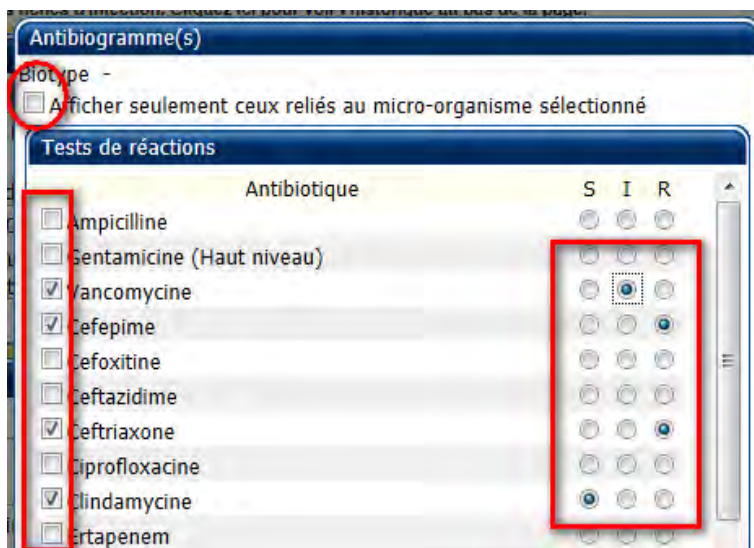 Antibiogramme(s)
Biotype -
Afficher seulement ceux reliés au micro-organisme sélectionné
Tests de réactions
Antibiotique S I R
Ampicilline
Gentamicine (Haut niveau)
Vancomycine
Cefepime
Cefoxitine
Ceftazidime
Ceftriaxone
Ciprofloxacine
Clindamycine
Ertapenem